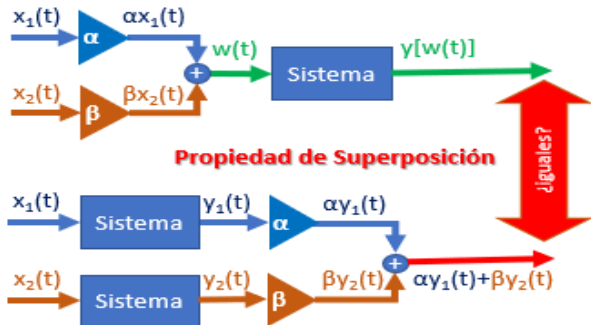 x₁(t) α αx₁(t)
w(t) Sistema y[w(t)]
+
x₂(t) β βx₂(t)
Propiedad de Superposición
¿iguales?
x₁(t) Sistema y₁(t) α αy₁(t)
+
x₂(t) Sistema y₂(t) β βy₂(t) αy₁(t)+βy₂(t)